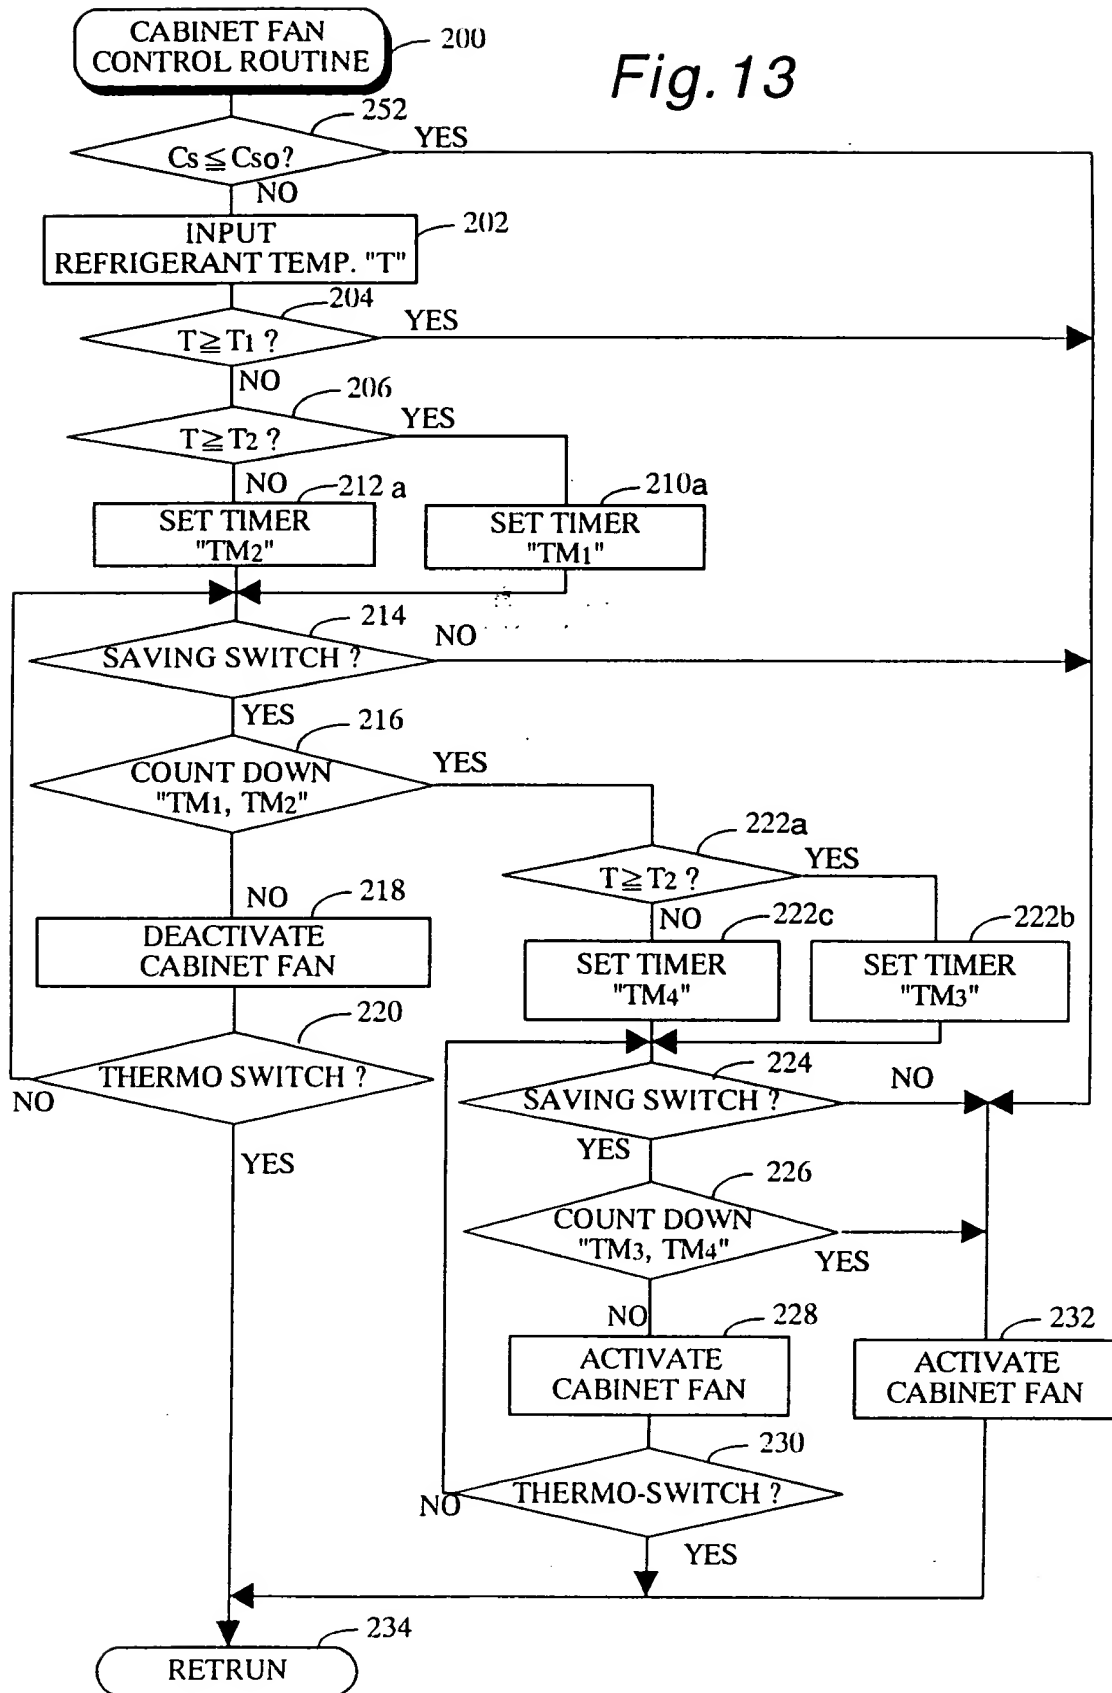 CABINET FAN
CONTROL ROUTINE
200
Fig. 13
252
Cs≦Cso?
YES
NO
INPUT
REFRIGERANT TEMP. "T"
202
204
T≧T1 ?
YES
NO
206
T≧T2 ?
YES
NO
212 a
SET TIMER
"TM2"
210a
SET TIMER
"TM1"
214
SAVING SWITCH ?
NO
YES
216
COUNT DOWN
"TM1, TM2"
YES
222a
T≧T2 ?
YES
NO
218
DEACTIVATE
CABINET FAN
NO
222c
SET TIMER
"TM4"
222b
SET TIMER
"TM3"
220
THERMO SWITCH ?
NO
YES
224
SAVING SWITCH ?
NO
YES
226
COUNT DOWN
"TM3, TM4"
YES
NO
228
ACTIVATE
CABINET FAN
232
ACTIVATE
CABINET FAN
230
THERMO-SWITCH ?
NO
YES
234
RETRUN